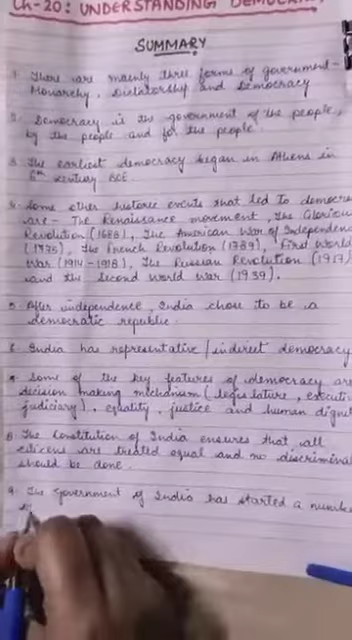 Ch-20: UNDERSTANDING DEMOCRA
SUMMARY
1. There are mainly three forms of government-
Monarchy, Dictatorship and Democracy
2. Democracy is the government of the people,
by the people and for the people.
3. The earliest democracy began in Athens in
6th century BCE.
4. Some other historic events that led to democra
are - The Renaissance movement, The Glorious
Revolution (1688), The American War of Independence
(1775), The French Revolution (1789), First World
War (1914-1918), The Russian Revolution (1917)
and the Second World War (1939).
5. After independence, India chose to be a
democratic republic.
6. India has representative/indirect democracy
7. Some of the key features of democracy are
decision making mechanism (legislature, executi
judiciary), equality, justice and human digni
8. The Constitution of India ensures that all
citizens are treated equal and no discriminat
should be done.
9. The government of India has started a numbe